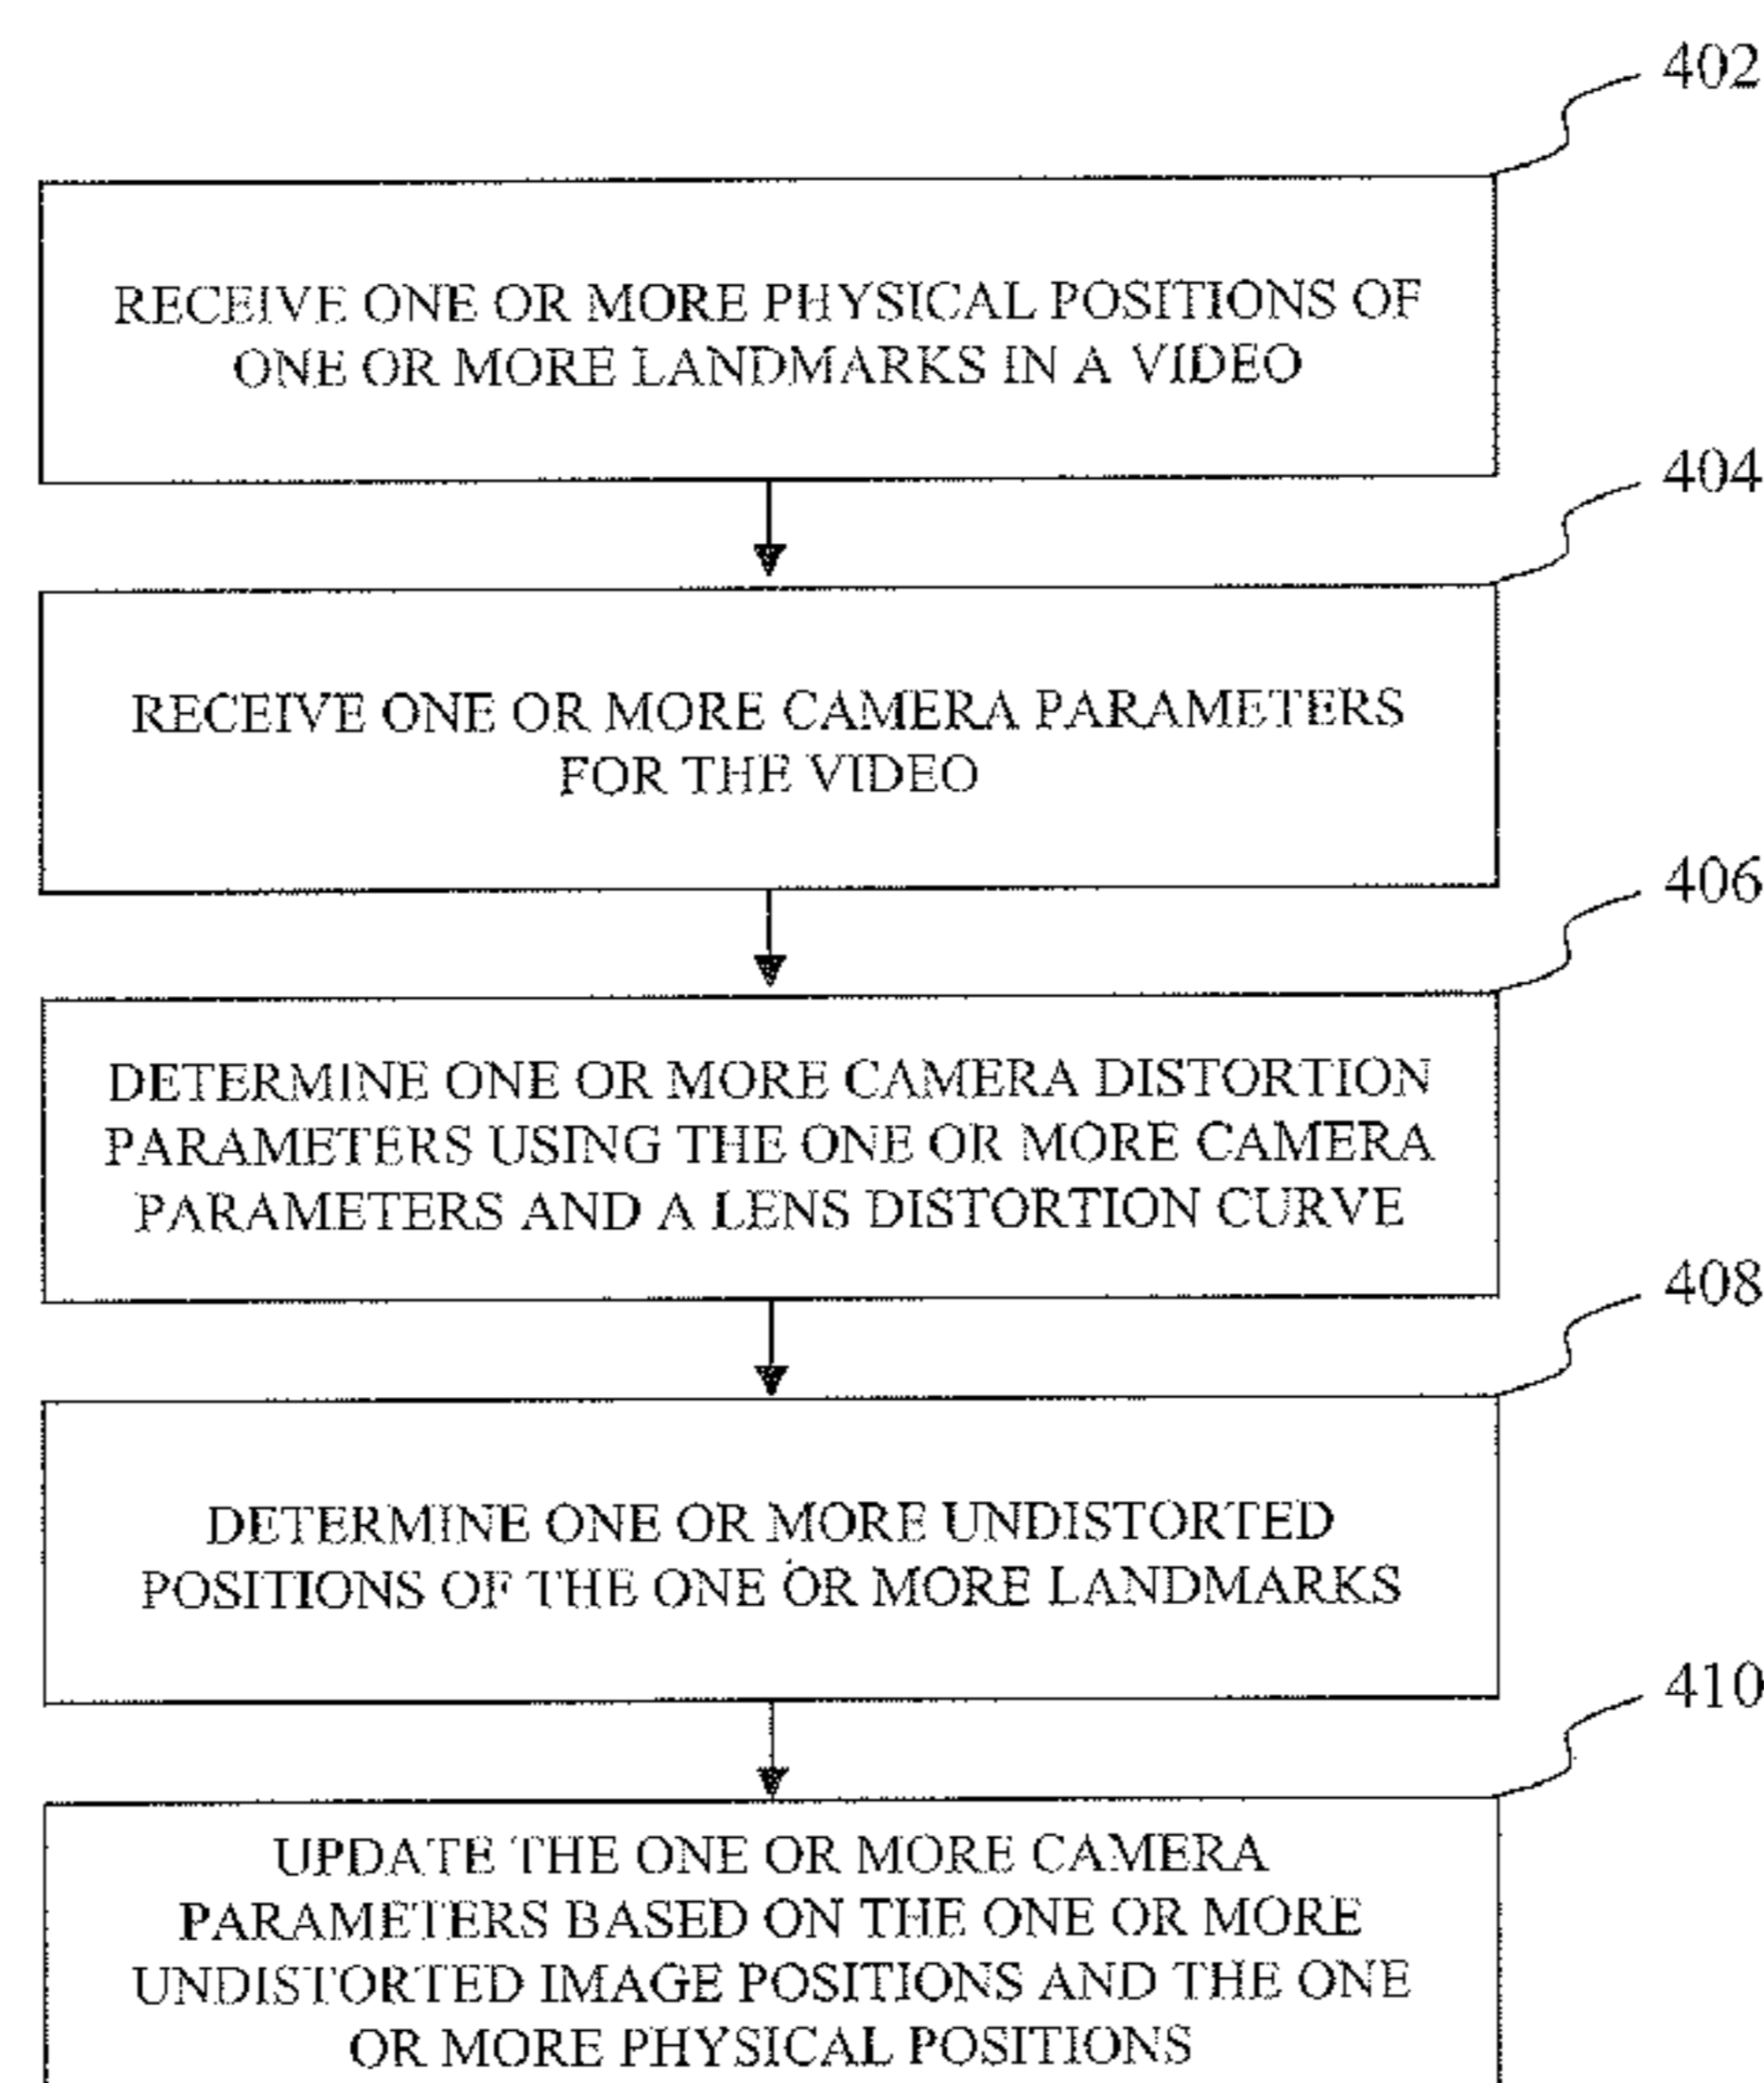 402
RECEIVE ONE OR MORE PHYSICAL POSITIONS OF
ONE OR MORE LANDMARKS IN A VIDEO
404
RECEIVE ONE OR MORE CAMERA PARAMETERS
FOR THE VIDEO
406
DETERMINE ONE OR MORE CAMERA DISTORTION
PARAMETERS USING THE ONE OR MORE CAMERA
PARAMETERS AND A LENS DISTORTION CURVE
408
DETERMINE ONE OR MORE UNDISTORTED
POSITIONS OF THE ONE OR MORE LANDMARKS
410
UPDATE THE ONE OR MORE CAMERA
PARAMETERS BASED ON THE ONE OR MORE
UNDISTORTED IMAGE POSITIONS AND THE ONE
OR MORE PHYSICAL POSITIONS